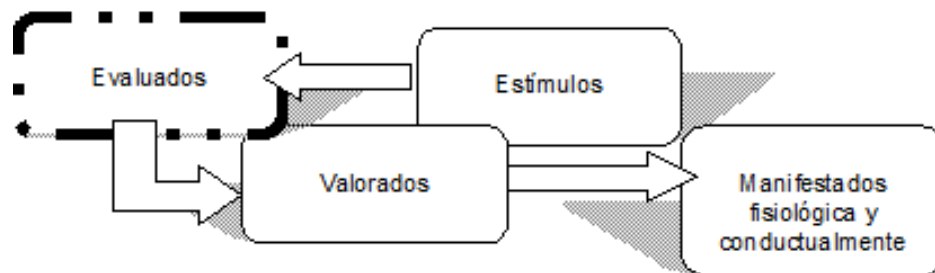 Evaluados
Estímulos
Valorados
Manifestados
fisiológica y
conductualmente